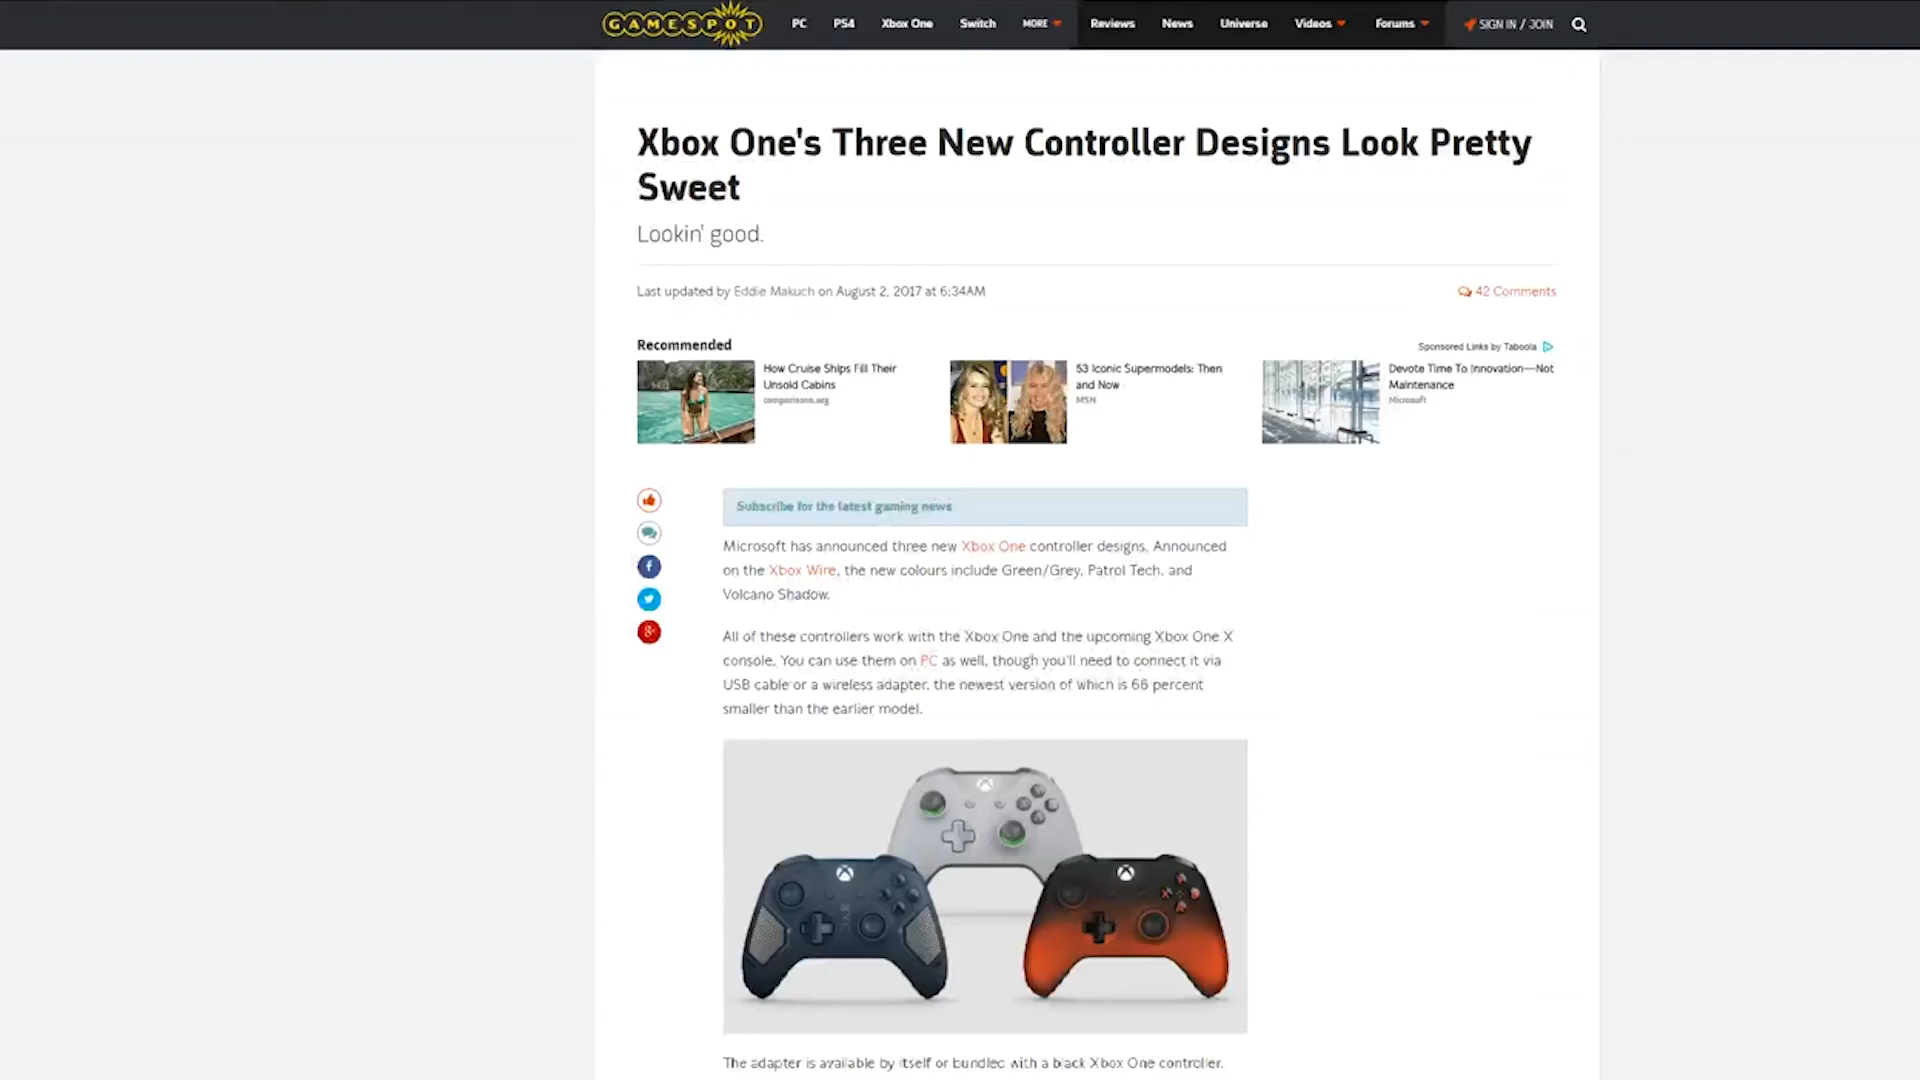 GAMESPOT PC PS4 Xbox One Switch MORE Reviews News Universe Videos Forums SIGN IN / JOIN
Xbox One's Three New Controller Designs Look Pretty
Sweet
Lookin' good.
Last updated by Eddie Makuch on August 2, 2017 at 6:34AM
42 Comments
Recommended
Sponsored Links by Taboola
How Cruise Ships Fill Their
Unsold Cabins
comparisons.org
53 Iconic Supermodels: Then
and Now
MSN
Devote Time To Innovation—Not
Maintenance
Microsoft
Subscribe for the latest gaming news
Microsoft has announced three new Xbox One controller designs. Announced
on the Xbox Wire, the new colours include Green/Grey, Patrol Tech, and
Volcano Shadow.
All of these controllers work with the Xbox One and the upcoming Xbox One X
console. You can use them on PC as well, though you'll need to connect it via
USB cable or a wireless adapter, the newest version of which is 66 percent
smaller than the earlier model.
The adapter is available by itself or bundled with a black Xbox One controller.